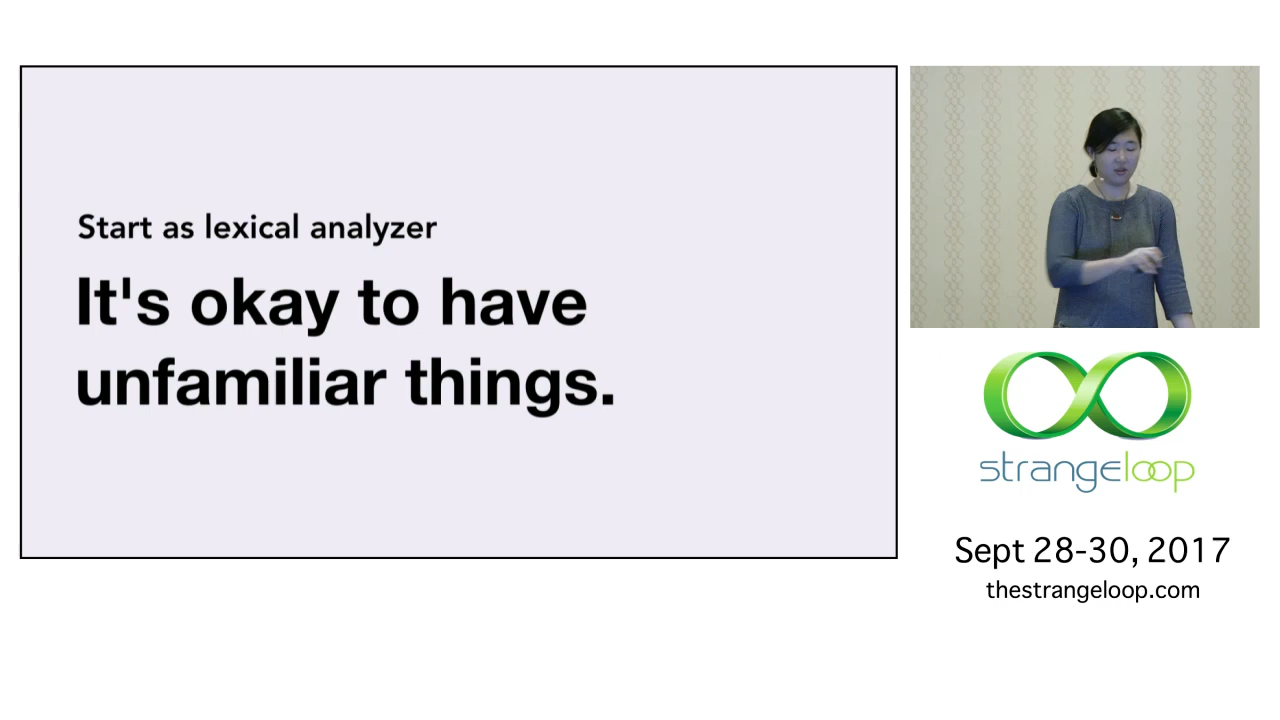 Start as lexical analyzer
It's okay to have
unfamiliar things.
strangeloop
Sept 28-30, 2017
thestrangeloop.com